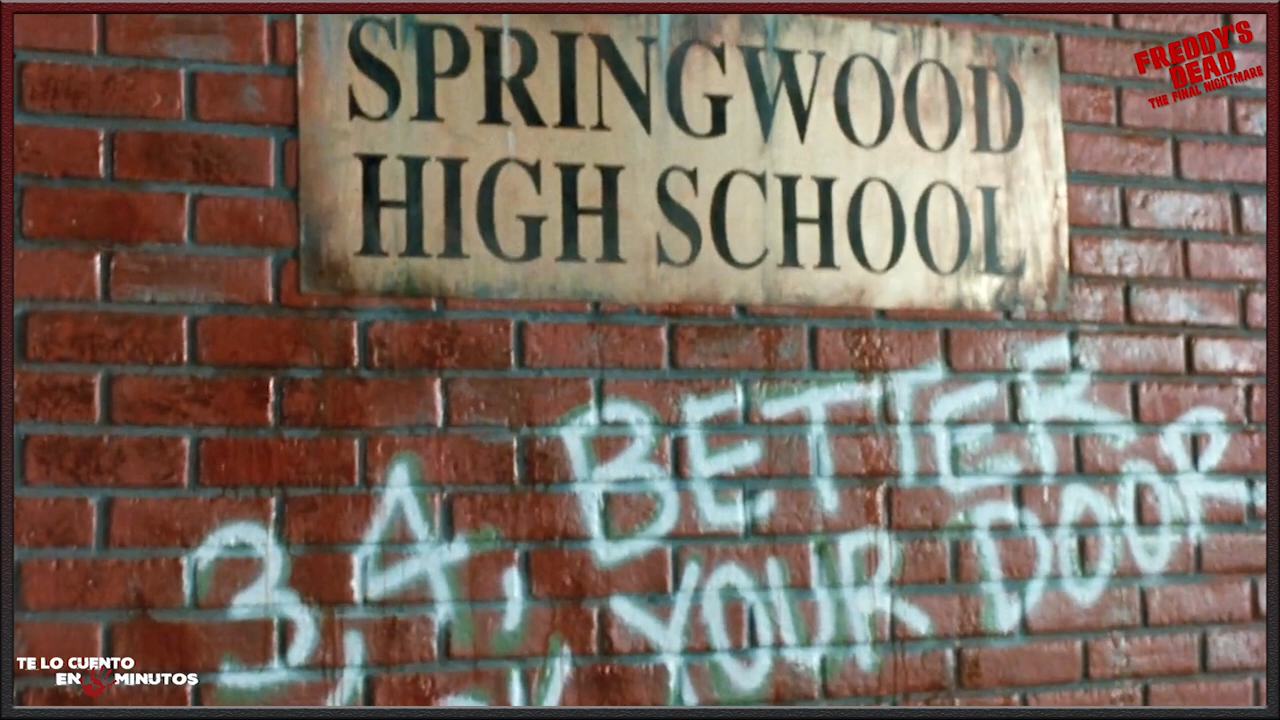 SPRINGWOOD
HIGH SCHOOL
FREDDY'S
DEAD
THE FINAL NIGHTMARE
3, 4, BETTER
YOUR DOOR
TE LO CUENTO
EN MINUTOS